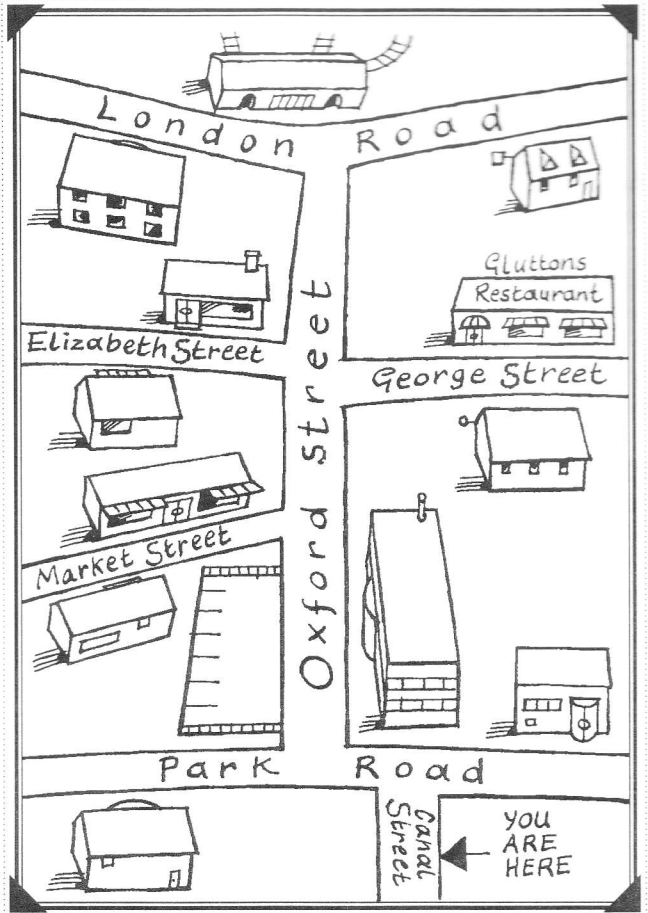 London Road
Gluttons
Restaurant
Elizabeth Street
George Street
Oxford Street
Market Street
Park Road
Canal
Street
YOU
ARE
HERE